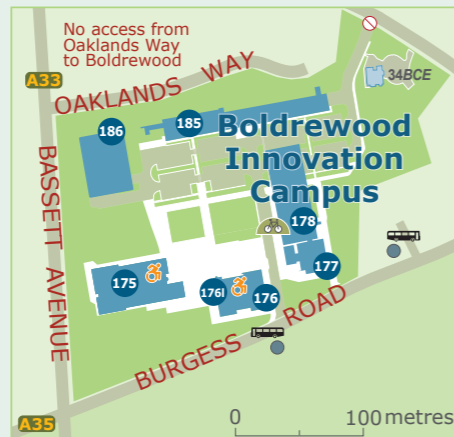 No access from
Oaklands Way
to Boldrewood
A33
OAKLANDS WAY
34BCE
186
185
Boldrewood
Innovation
Campus
BASSETT AVENUE
178
177
175
176I
176
BURGESS ROAD
A35
0
100 metres